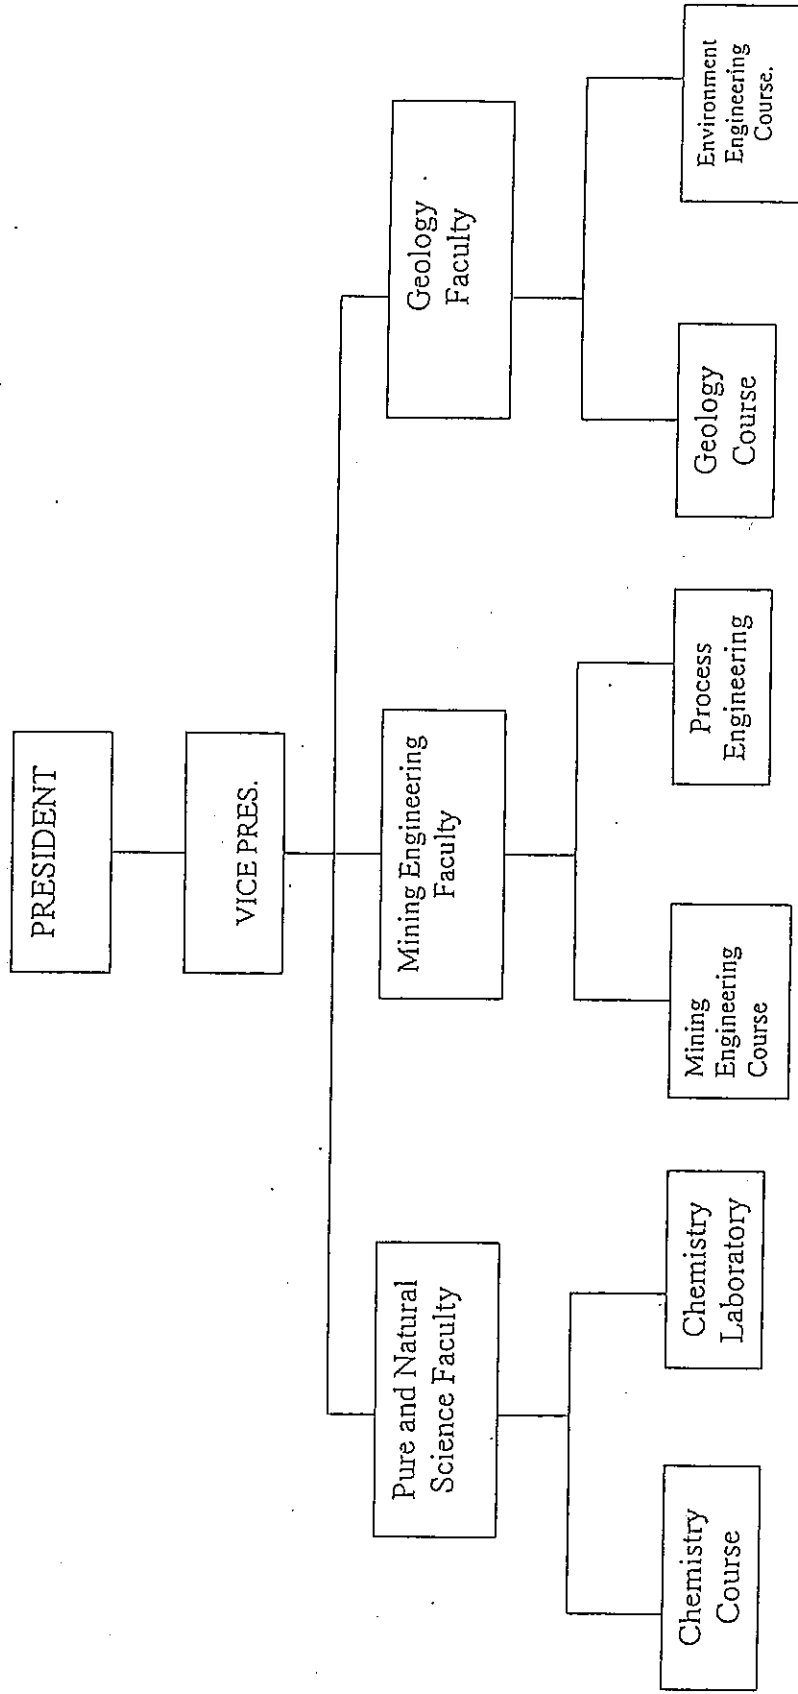 PRESIDENT
VICE PRES.
Pure and Natural
Science Faculty
Mining Engineering
Faculty
Geology
Faculty
Chemistry
Course
Chemistry
Laboratory
Mining
Engineering
Course
Process
Engineering
Geology
Course
Environment
Engineering
Course.